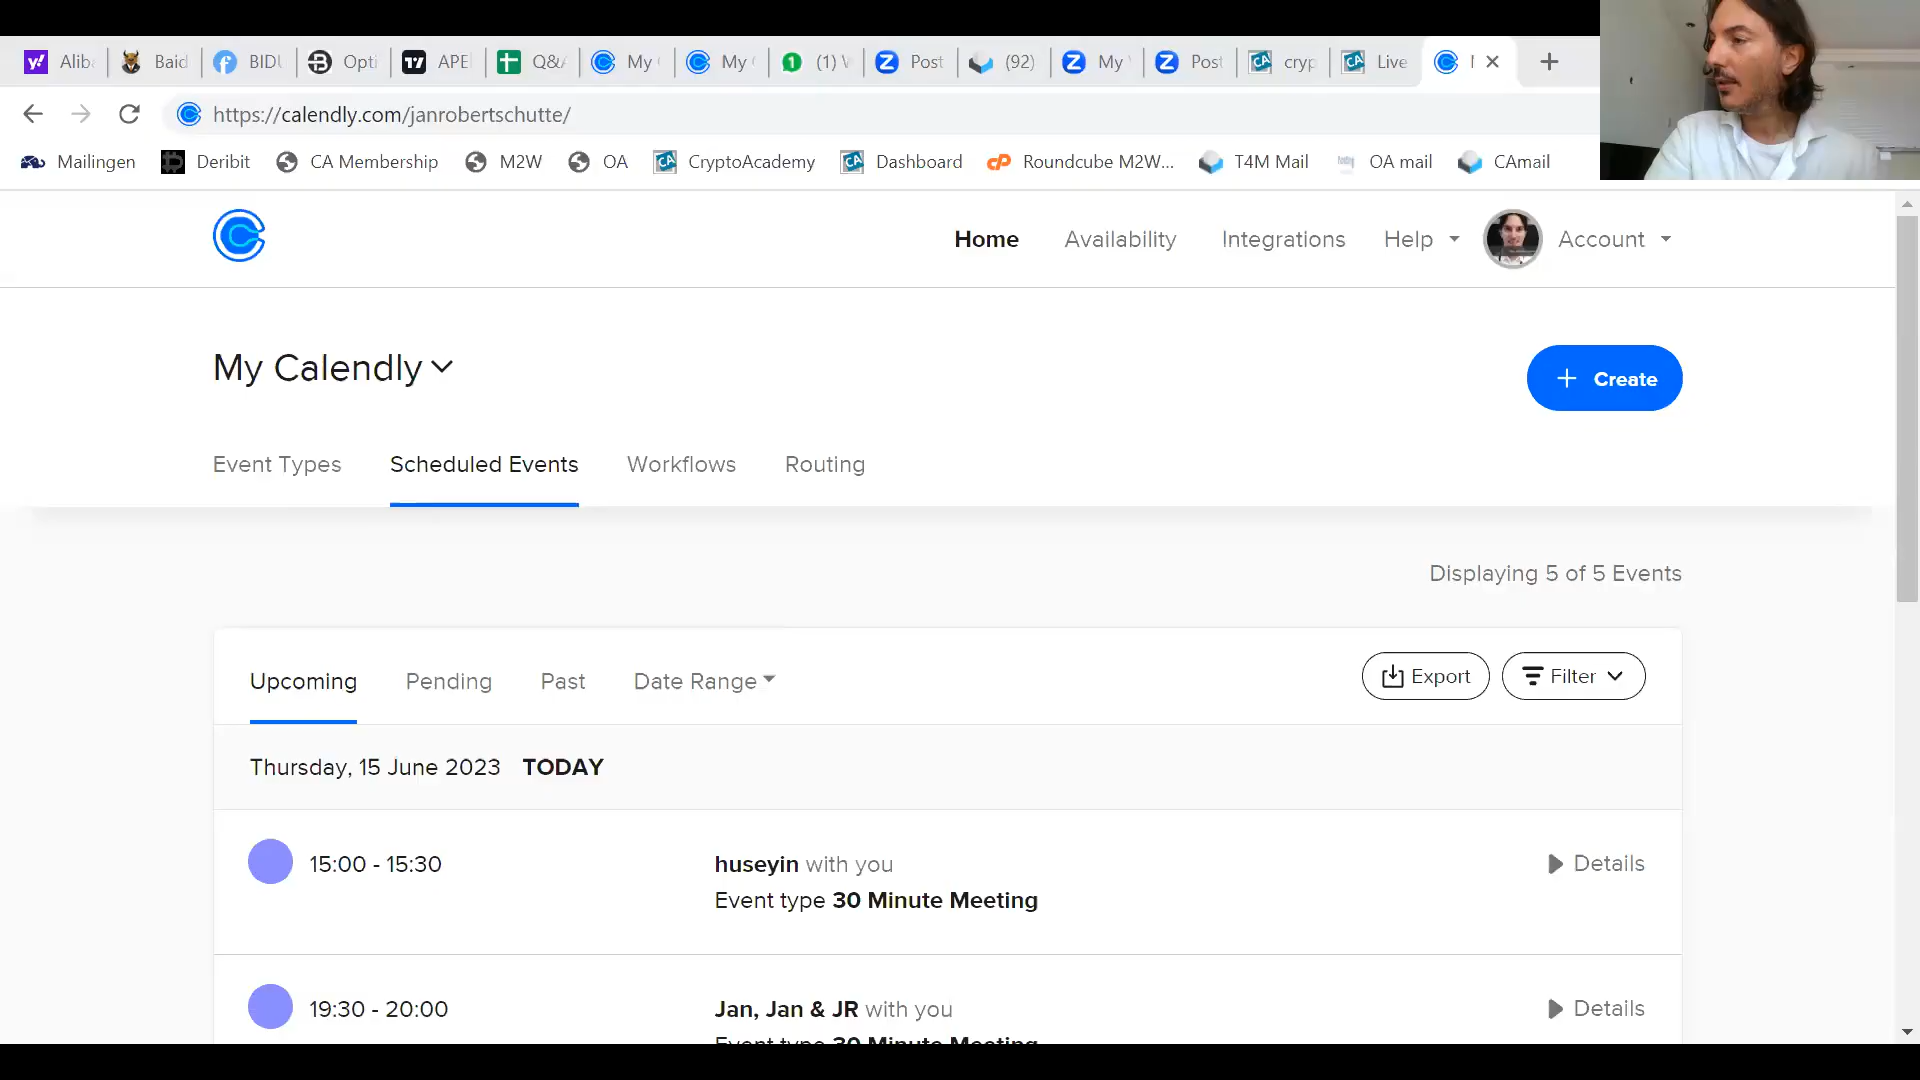 Alib
Baid
BIDU
Opti
APE
Q&A
My
My
(1)
Post
(92)
My
Post
cryp
Live
https://calendly.com/janrobertschutte/
Mailingen
Deribit
CA Membership
M2W
OA
CryptoAcademy
Dashboard
Roundcube M2W...
T4M Mail
OA mail
CAmail
Home
Availability
Integrations
Help
Account
My Calendly
+ Create
Event Types
Scheduled Events
Workflows
Routing
Displaying 5 of 5 Events
Upcoming
Pending
Past
Date Range
Export
Filter
Thursday, 15 June 2023 TODAY
15:00 - 15:30
huseyin with you
Event type 30 Minute Meeting
Details
19:30 - 20:00
Jan, Jan & JR with you
Event type 30 Minute Meeting
Details